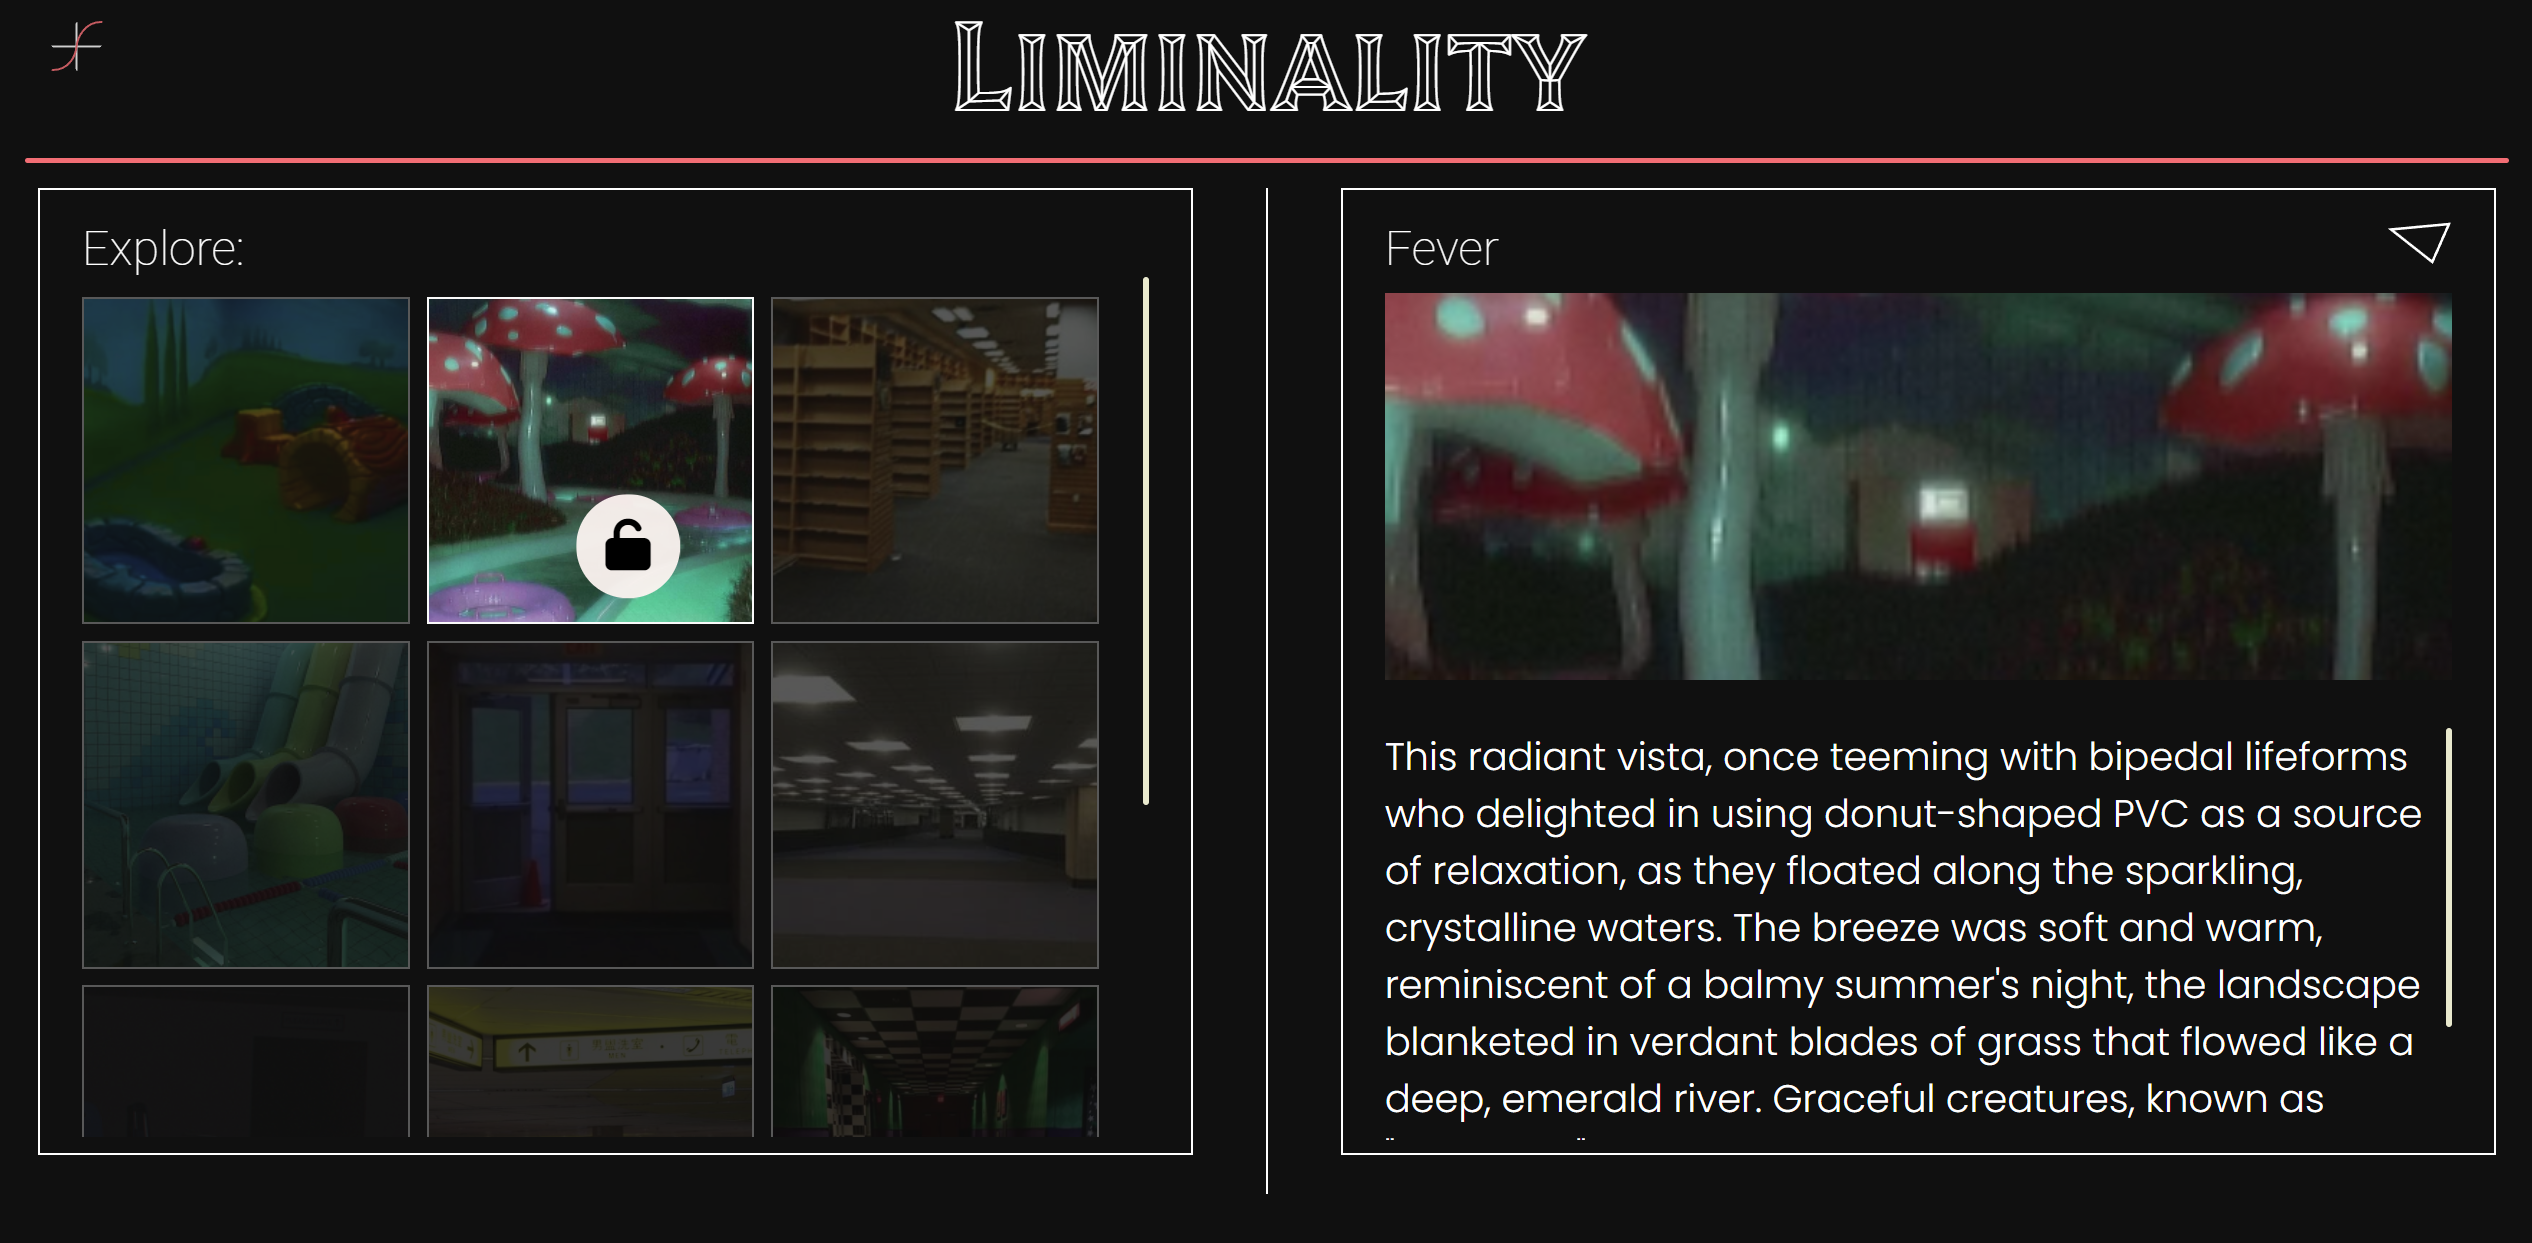 LIMINALITY
Explore:
Fever
This radiant vista, once teeming with bipedal lifeforms
who delighted in using donut-shaped PVC as a source
of relaxation, as they floated along the sparkling,
crystalline waters. The breeze was soft and warm,
reminiscent of a balmy summer's night, the landscape
blanketed in verdant blades of grass that flowed like a
deep, emerald river. Graceful creatures, known as